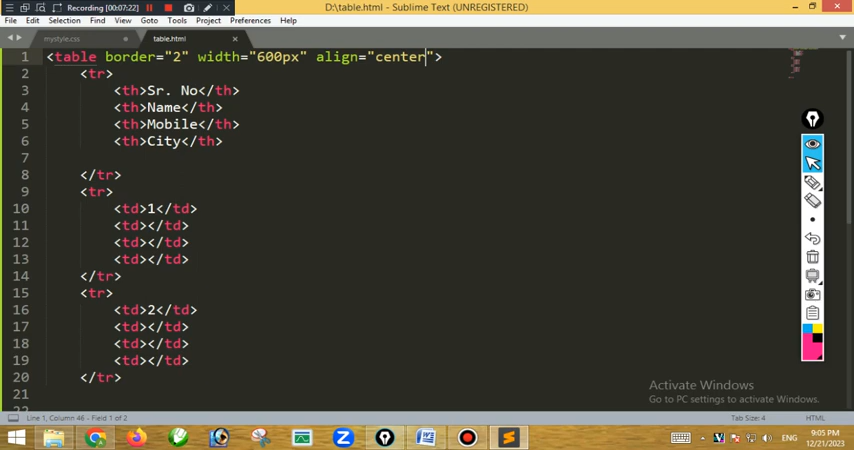 Recording [00:07:22]
D:\table.html - Sublime Text (UNREGISTERED)
File Edit Selection Find View Goto Tools Project Preferences Help
mystyle.css
table.html
1 <table border="2" width="600px" align="center">
2 <tr>
3 <th>Sr. No</th>
4 <th>Name</th>
5 <th>Mobile</th>
6 <th>City</th>
7
8 </tr>
9 <tr>
10 <td>1</td>
11 <td></td>
12 <td></td>
13 <td></td>
14 </tr>
15 <tr>
16 <td>2</td>
17 <td></td>
18 <td></td>
19 <td></td>
20 </tr>
21
22
Activate Windows
Go to PC settings to activate Windows.
Line 1, Column 46 - Field 1 of 2
Tab Size: 4
HTML
ENG
9:05 PM
12/21/2023